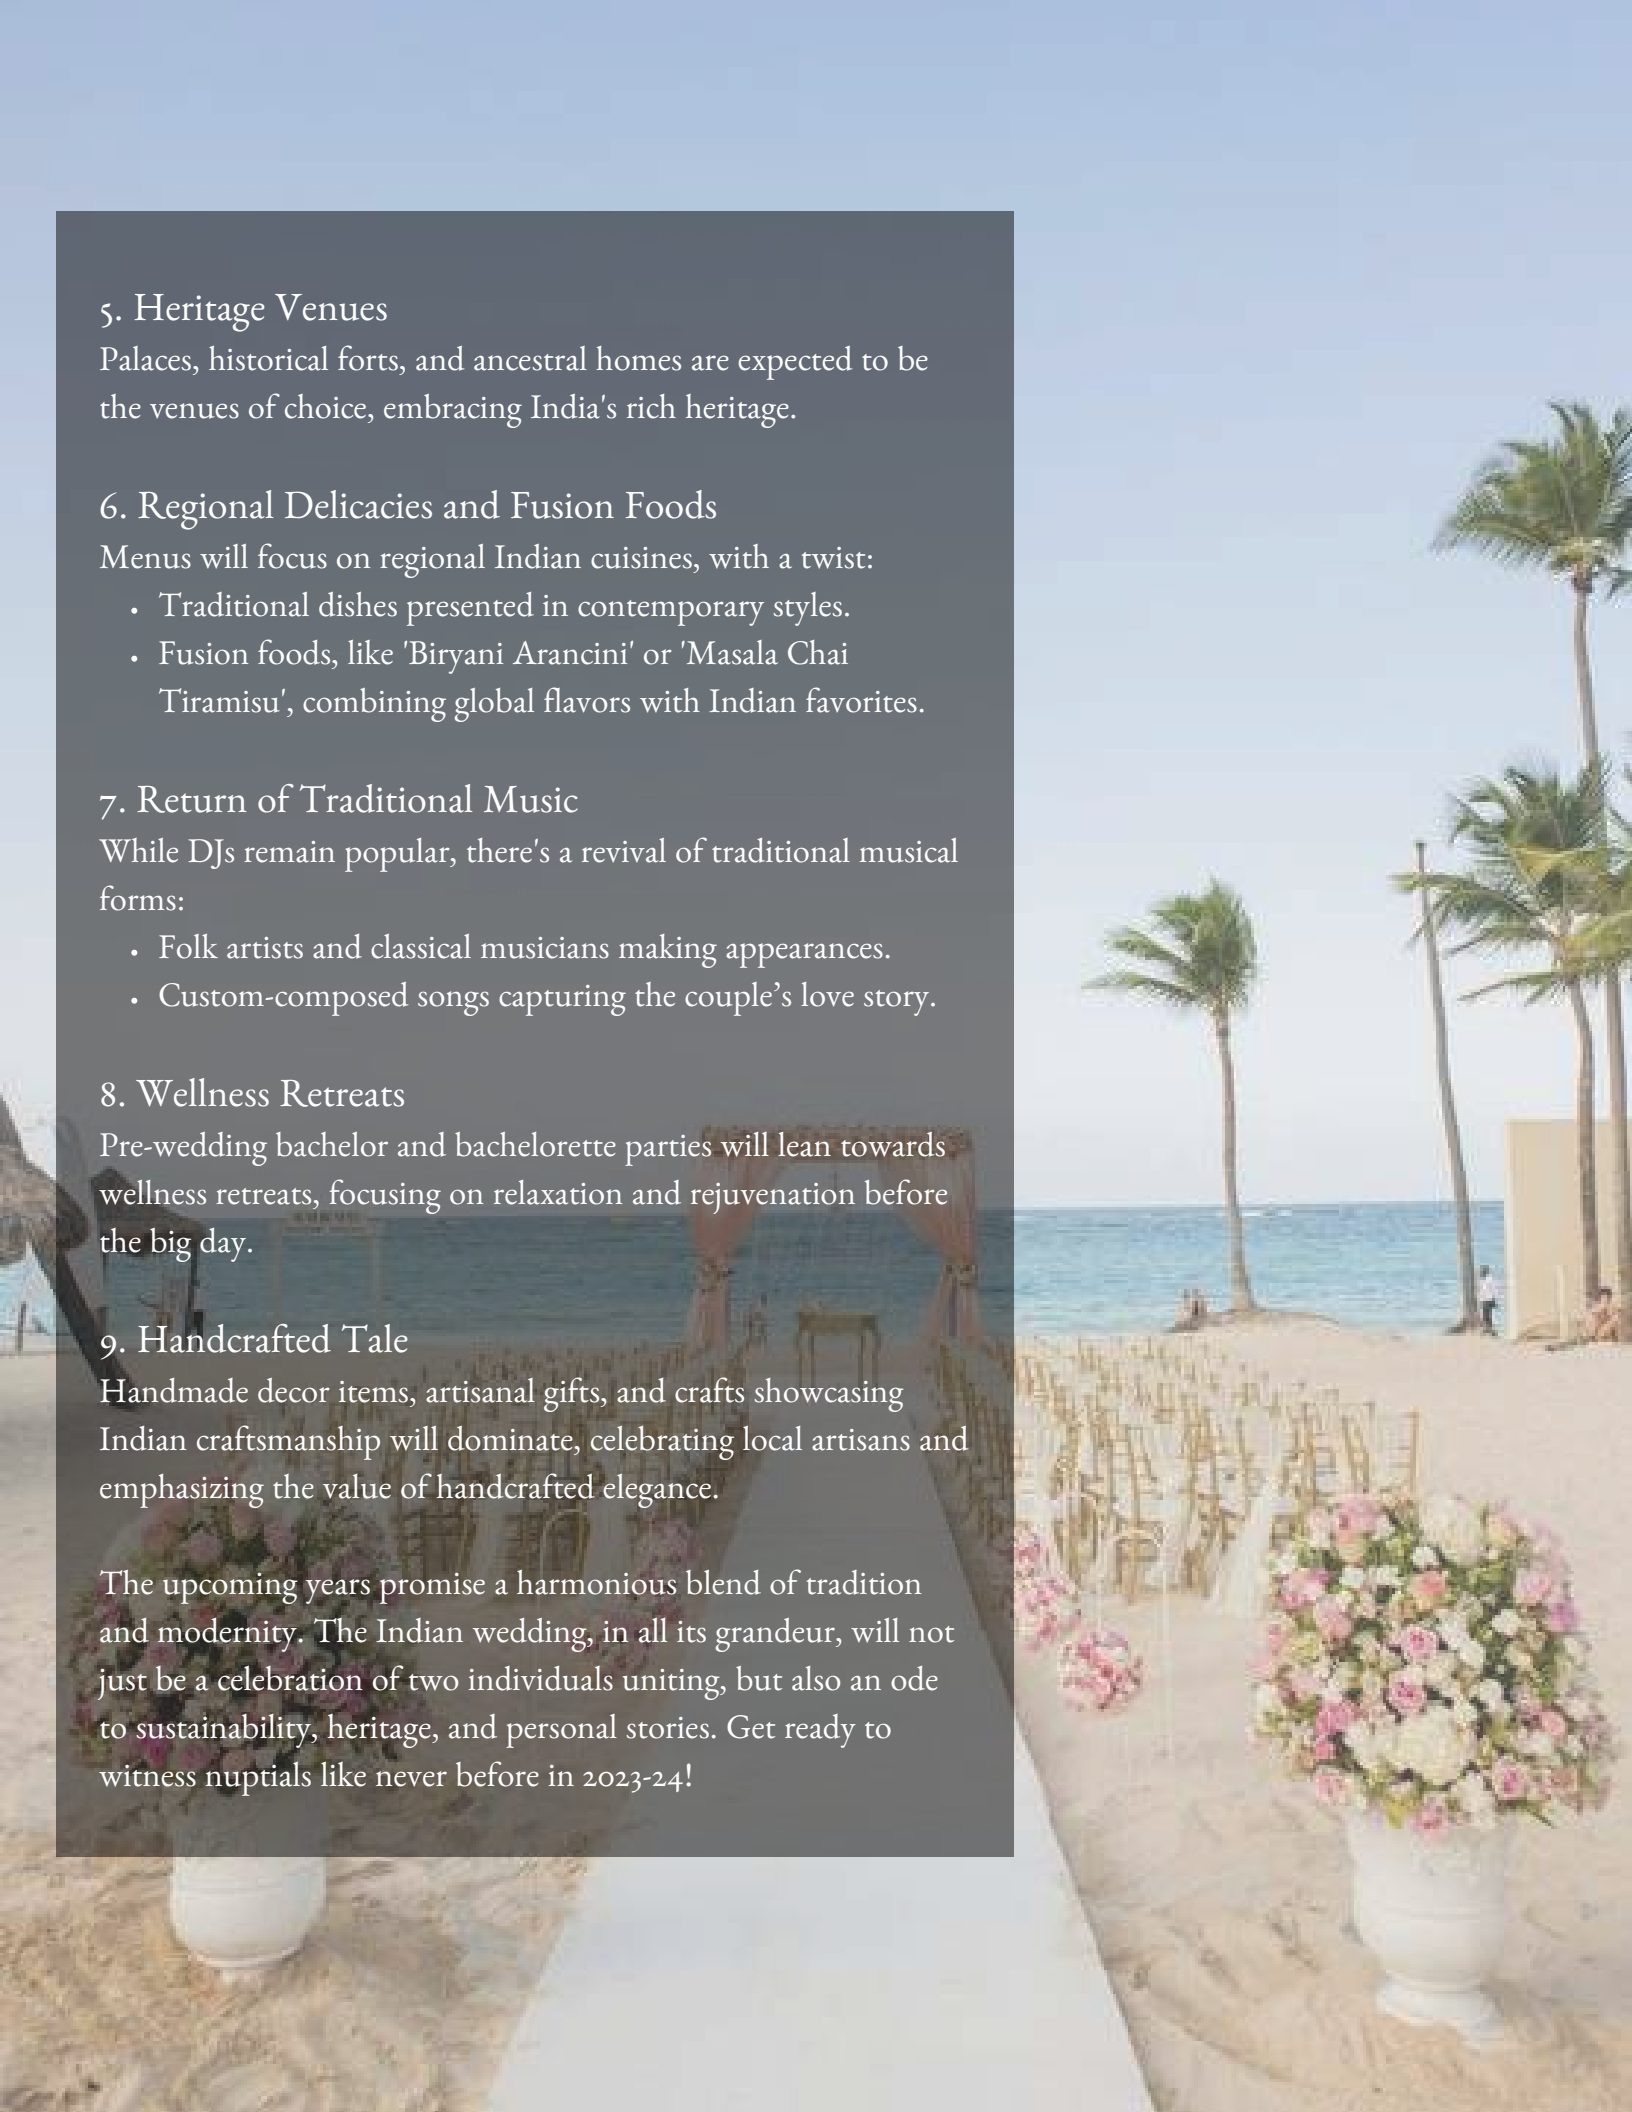 5. Heritage Venues
Palaces, historical forts, and ancestral homes are expected to be
the venues of choice, embracing India's rich heritage.
6. Regional Delicacies and Fusion Foods
Menus will focus on regional Indian cuisines, with a twist:
• Traditional dishes presented in contemporary styles.
• Fusion foods, like 'Biryani Arancini' or 'Masala Chai
Tiramisu', combining global flavors with Indian favorites.
7. Return of Traditional Music
While DJs remain popular, there's a revival of traditional musical
forms:
• Folk artists and classical musicians making appearances.
• Custom-composed songs capturing the couple’s love story.
8. Wellness Retreats
Pre-wedding bachelor and bachelorette parties will lean towards
wellness retreats, focusing on relaxation and rejuvenation before
the big day.
9. Handcrafted Tale
Handmade decor items, artisanal gifts, and crafts showcasing
Indian craftsmanship will dominate, celebrating local artisans and
emphasizing the value of handcrafted elegance.
The upcoming years promise a harmonious blend of tradition
and modernity. The Indian wedding, in all its grandeur, will not
just be a celebration of two individuals uniting, but also an ode
to sustainability, heritage, and personal stories. Get ready to
witness nuptials like never before in 2023-24!